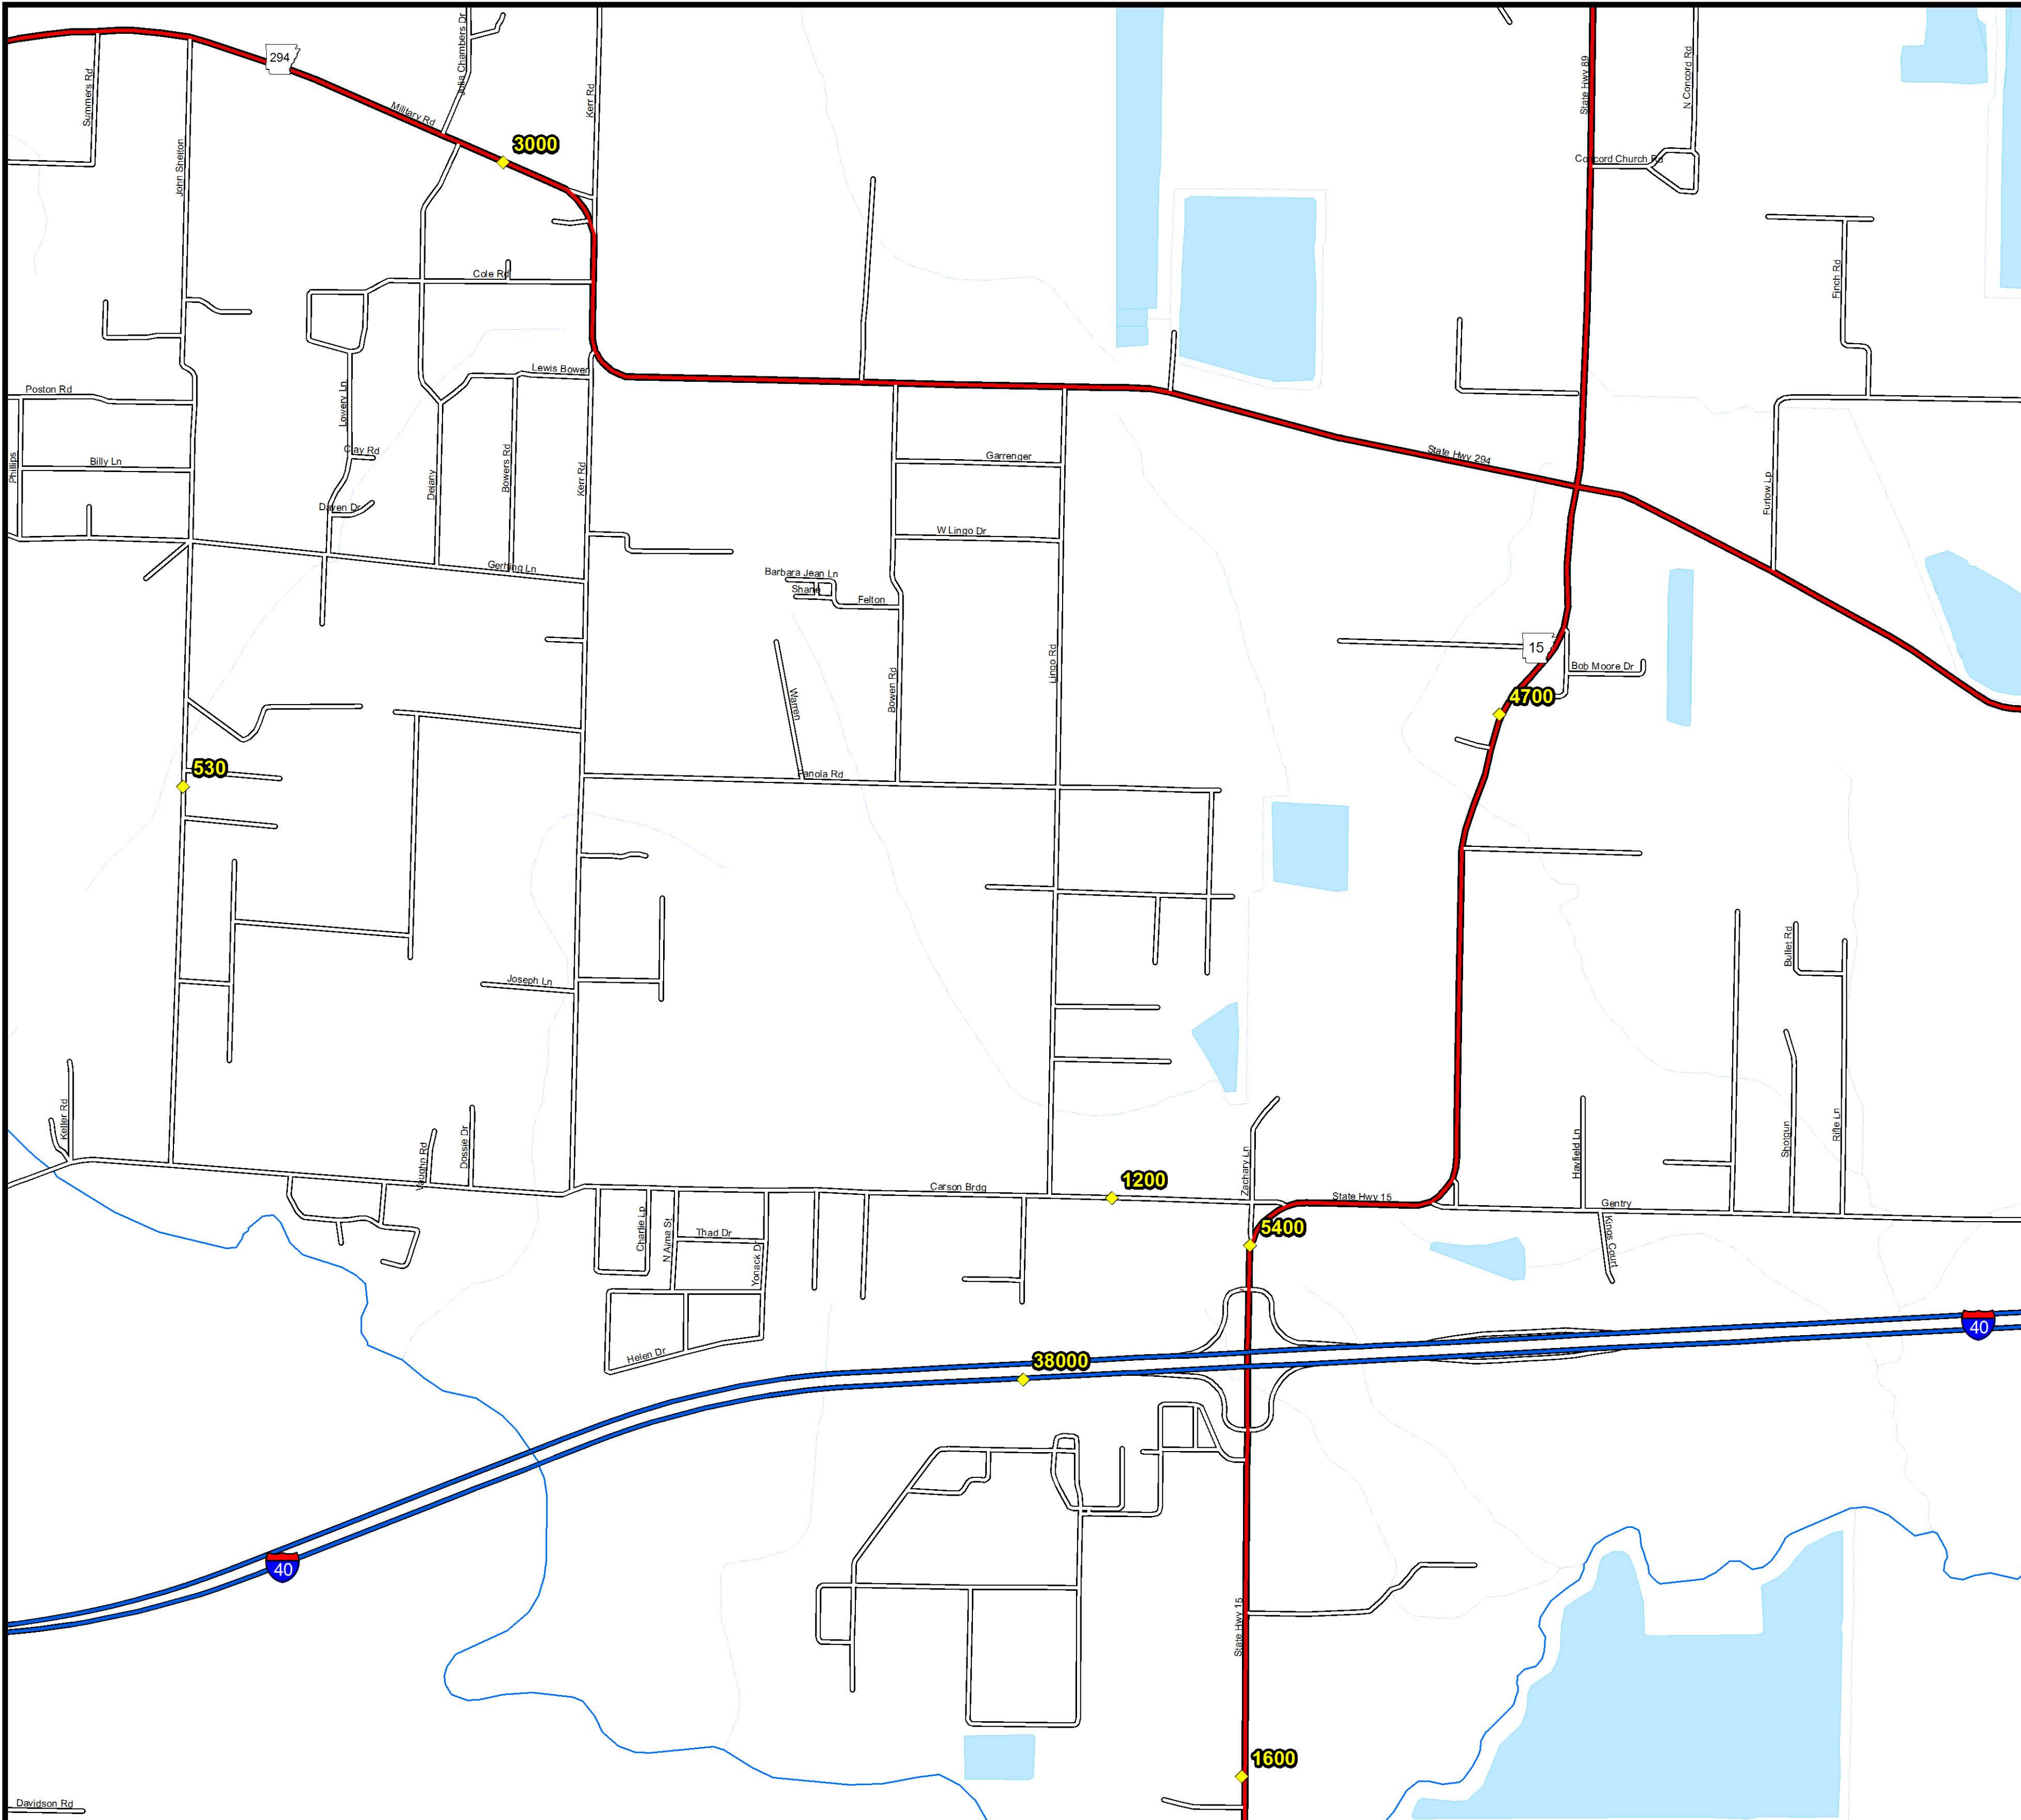 294
Julia Chambers Dr
Kerr Rd
State Hwy 89
N Concord Rd
Summers Rd
Military Rd
3000
John Shelton
Concord Church Rd
Cole Rd
Finch Rd
Lewis Bower
Poston Rd
Lowery Ln
Clay Rd
Phillips
Billy Ln
Delany
Bowers Rd
Kerr Rd
Garrenger
State Hwy 294
Furlow Lp
Daven Dr
W Lingo Dr
Gerhing Ln
Barbara Jean Ln
Shane
Felton
15
Bob Moore Dr
Lingo Rd
Bowen Rd
Warren
4700
530
Panola Rd
Bullet Rd
Joseph Ln
Keller Rd
Vaughn Rd
Dossie Dr
Hayfield Ln
Shotgun
Rifle Ln
Zachary Ln
1200
Carson Brdg
State Hwy 15
Gentry
Charlie Lp
N Alma St
Thad Dr
Yonack Dr
5400
Kings Court
Helen Dr
38000
40
40
State Hwy 15
1600
Davidson Rd